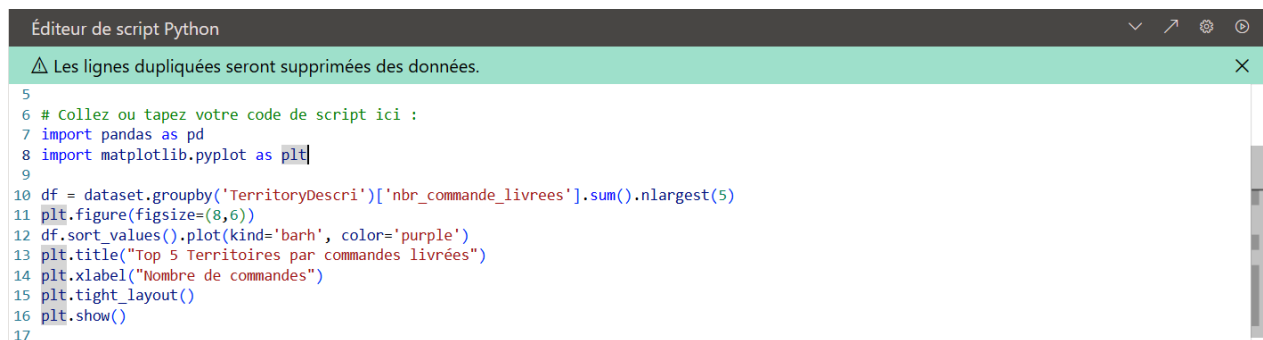 Éditeur de script Python
⚠ Les lignes dupliquées seront supprimées des données.
5
6 # Collez ou tapez votre code de script ici :
7 import pandas as pd
8 import matplotlib.pyplot as plt
9
10 df = dataset.groupby('TerritoryDescri')['nbr_commande_livrees'].sum().nlargest(5)
11 plt.figure(figsize=(8,6))
12 df.sort_values().plot(kind='barh', color='purple')
13 plt.title("Top 5 Territoires par commandes livrées")
14 plt.xlabel("Nombre de commandes")
15 plt.tight_layout()
16 plt.show()
17